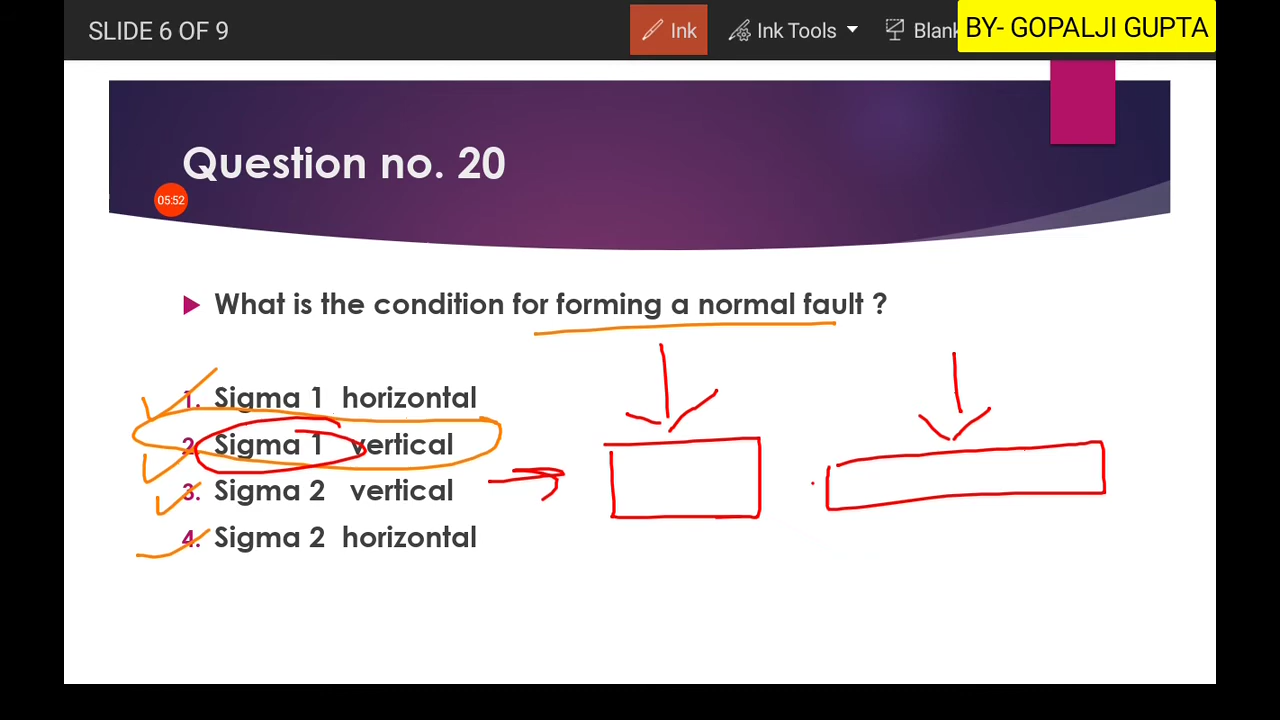 SLIDE 6 OF 9
Ink
Ink Tools
Blank
BY- GOPALJI GUPTA
Question no. 20
05:52
What is the condition for forming a normal fault ?
1. Sigma 1 horizontal
2. Sigma 1 vertical
3. Sigma 2 vertical
4. Sigma 2 horizontal